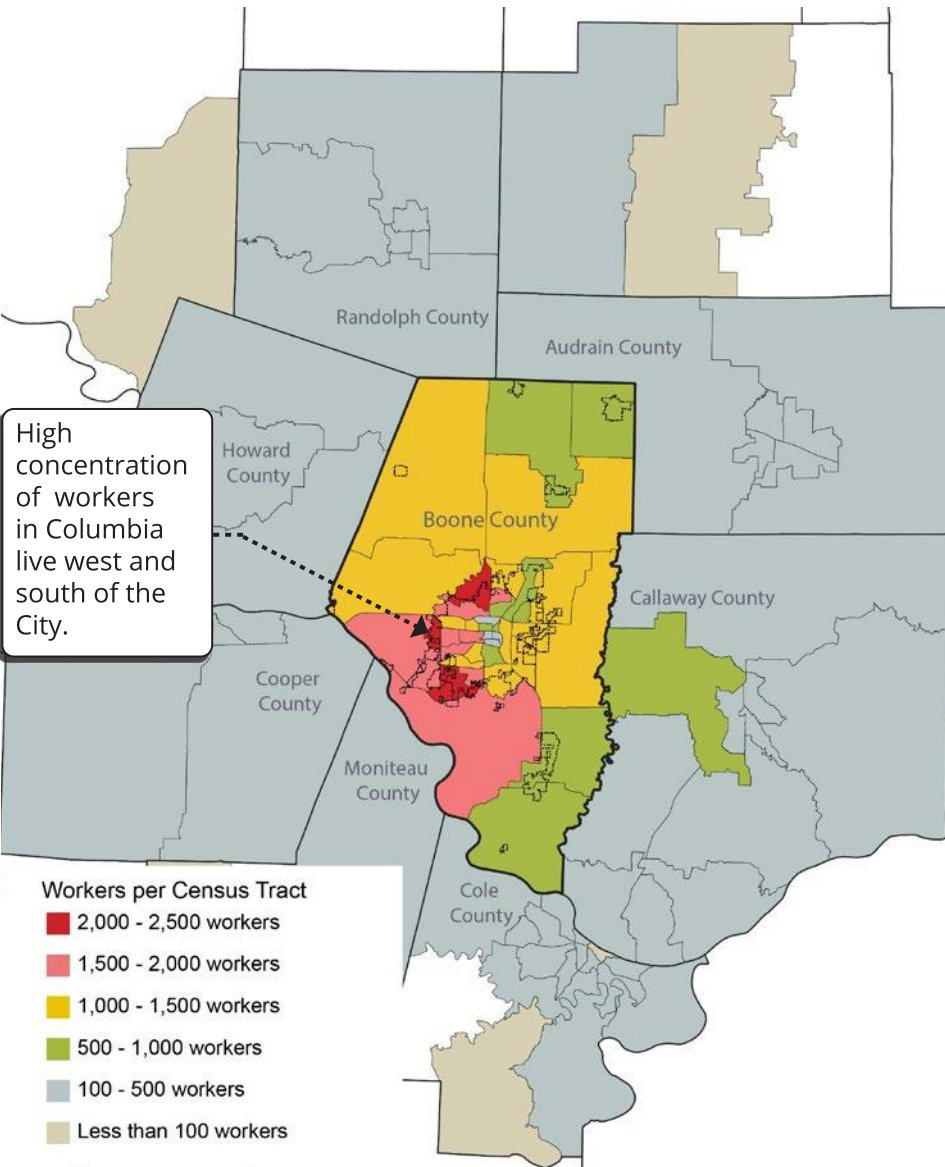 Randolph County
Audrain County
High
concentration
of workers
in Columbia
live west and
south of the
City.
Howard
County
Boone County
Callaway County
Cooper
County
Moniteau
County
Cole
County
Workers per Census Tract
2,000 - 2,500 workers
1,500 - 2,000 workers
1,000 - 1,500 workers
500 - 1,000 workers
100 - 500 workers
Less than 100 workers